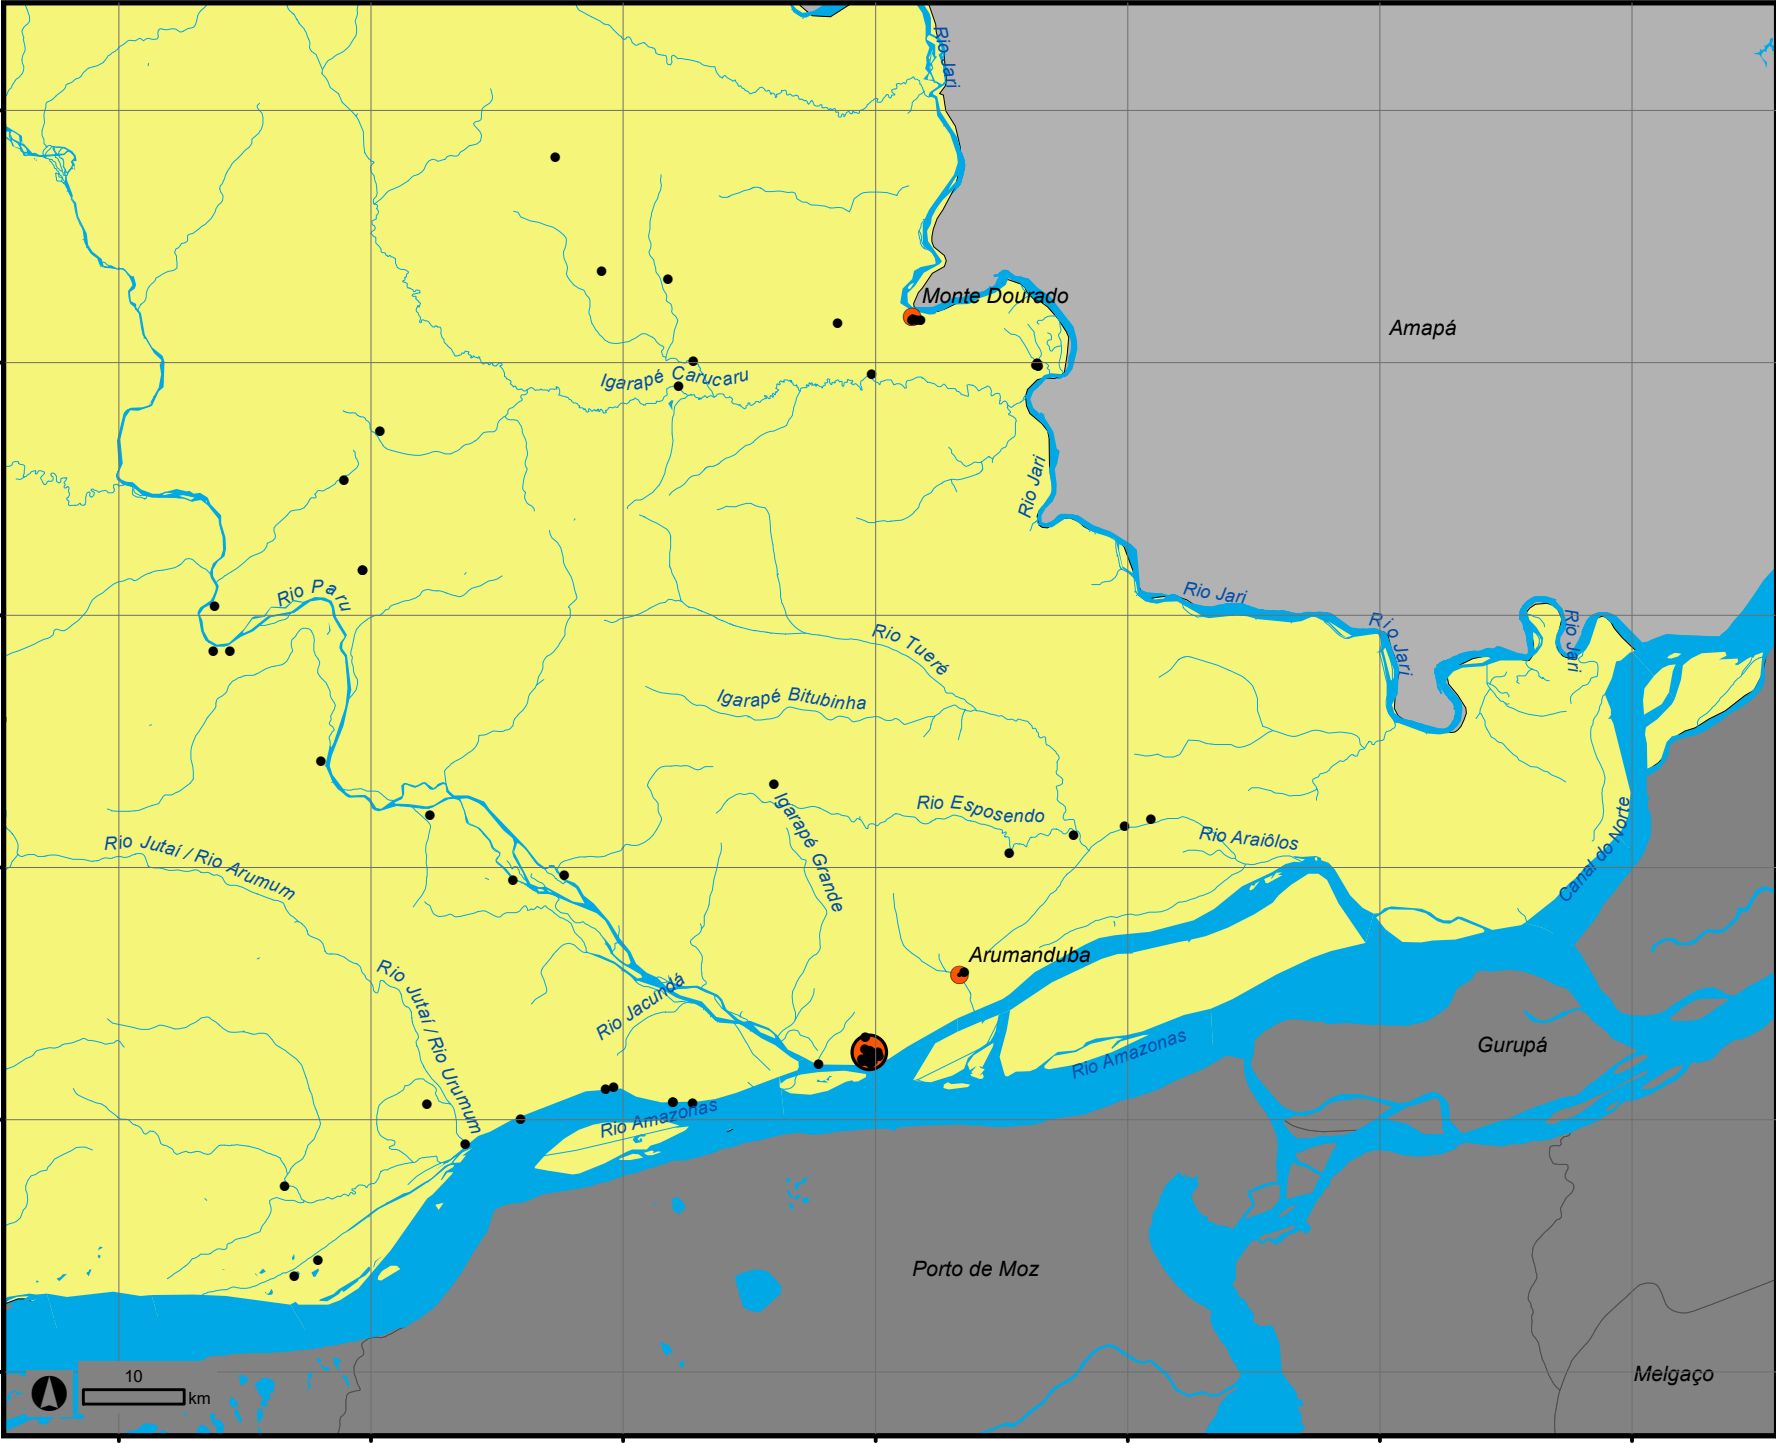 Rio Jari
Monte Dourado
Amapá
Igarapé Carucaru
Rio Jari
Rio Paru
Rio Jari
Rio Jari
Rio Jari
Rio Tueré
Igarapé Bitubinha
Igarapé Grande
Rio Esposendo
Rio Araiôlos
Canal do Norte
Rio Jutaí / Rio Arumum
Arumanduba
Rio Jutaí / Rio Urumum
Rio Jacundá
Rio Amazonas
Gurupá
Rio Amazonas
Porto de Moz
Melgaço
10
km